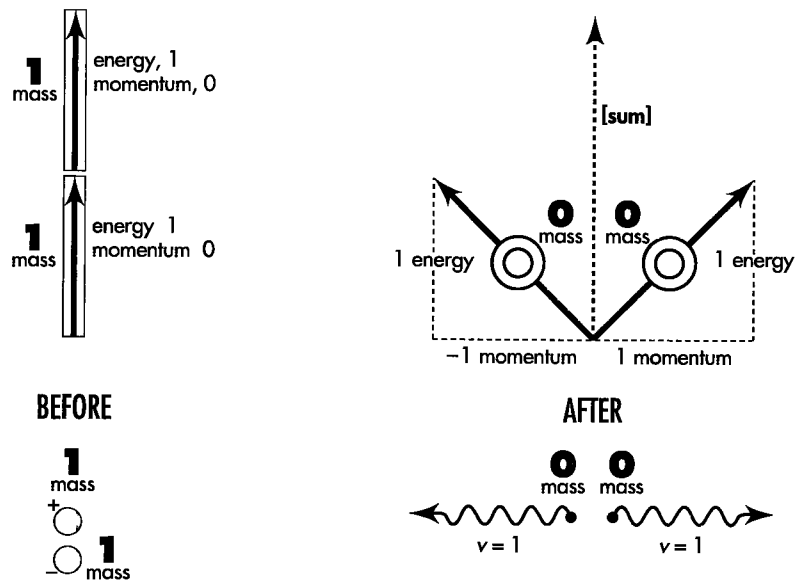 1
mass
energy, 1
momentum, 0
1
mass
energy 1
momentum 0
[sum]
0
mass
0
mass
1 energy
1 energy
−1 momentum
1 momentum
BEFORE
1
mass
+
−
1
mass
AFTER
0
mass
0
mass
v = 1
v = 1